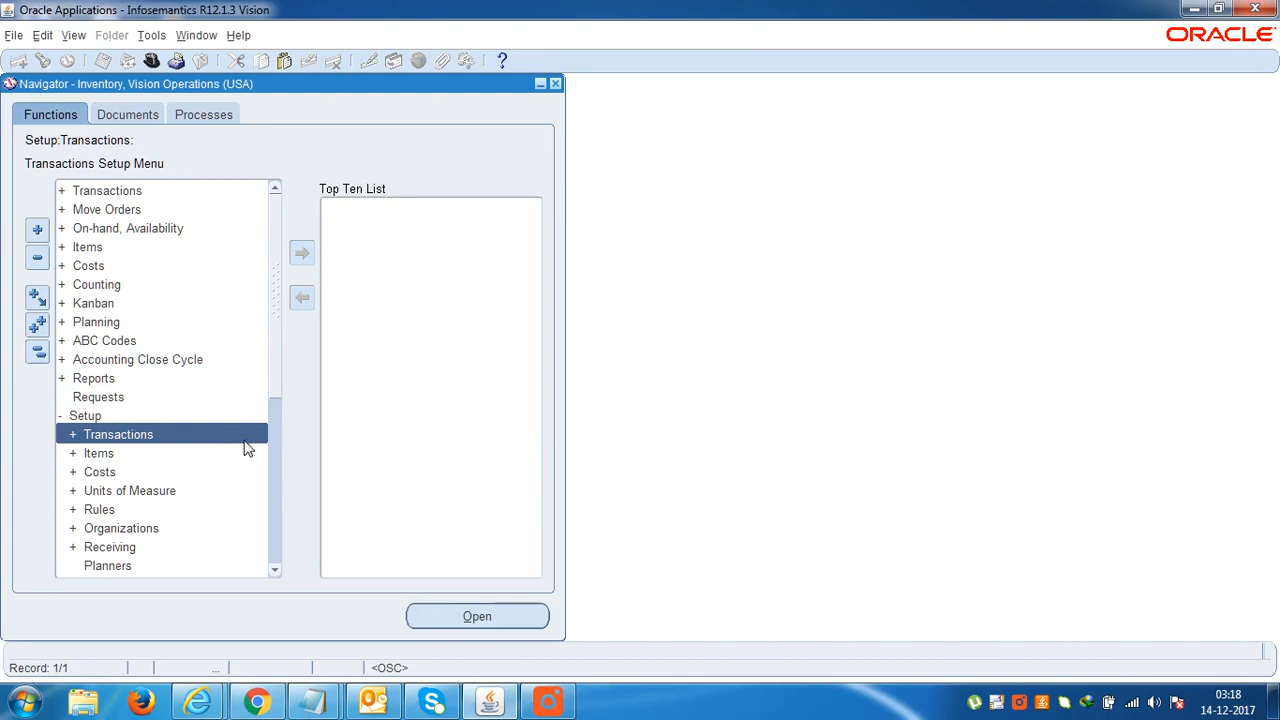 Oracle Applications - Infosemantics R12.1.3 Vision
File Edit View Folder Tools Window Help
ORACLE
Navigator - Inventory, Vision Operations (USA)
Functions Documents Processes
Setup:Transactions:
Transactions Setup Menu
Top Ten List
+ Transactions
+ Move Orders
+ On-hand, Availability
+ Items
+ Costs
+ Counting
+ Kanban
+ Planning
+ ABC Codes
+ Accounting Close Cycle
+ Reports
Requests
- Setup
+ Transactions
+ Items
+ Costs
+ Units of Measure
+ Rules
+ Organizations
+ Receiving
Planners
Open
Record: 1/1 ... <OSC>
03:18
14-12-2017